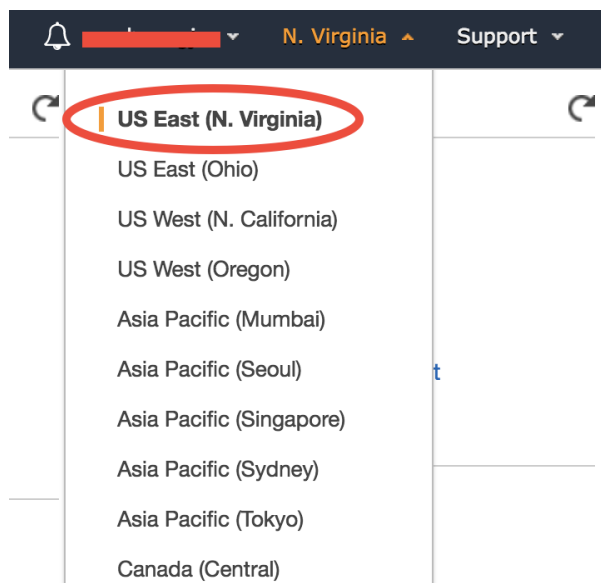 N. Virginia Support
US East (N. Virginia)
US East (Ohio)
US West (N. California)
US West (Oregon)
Asia Pacific (Mumbai)
Asia Pacific (Seoul)
t
Asia Pacific (Singapore)
Asia Pacific (Sydney)
Asia Pacific (Tokyo)
Canada (Central)